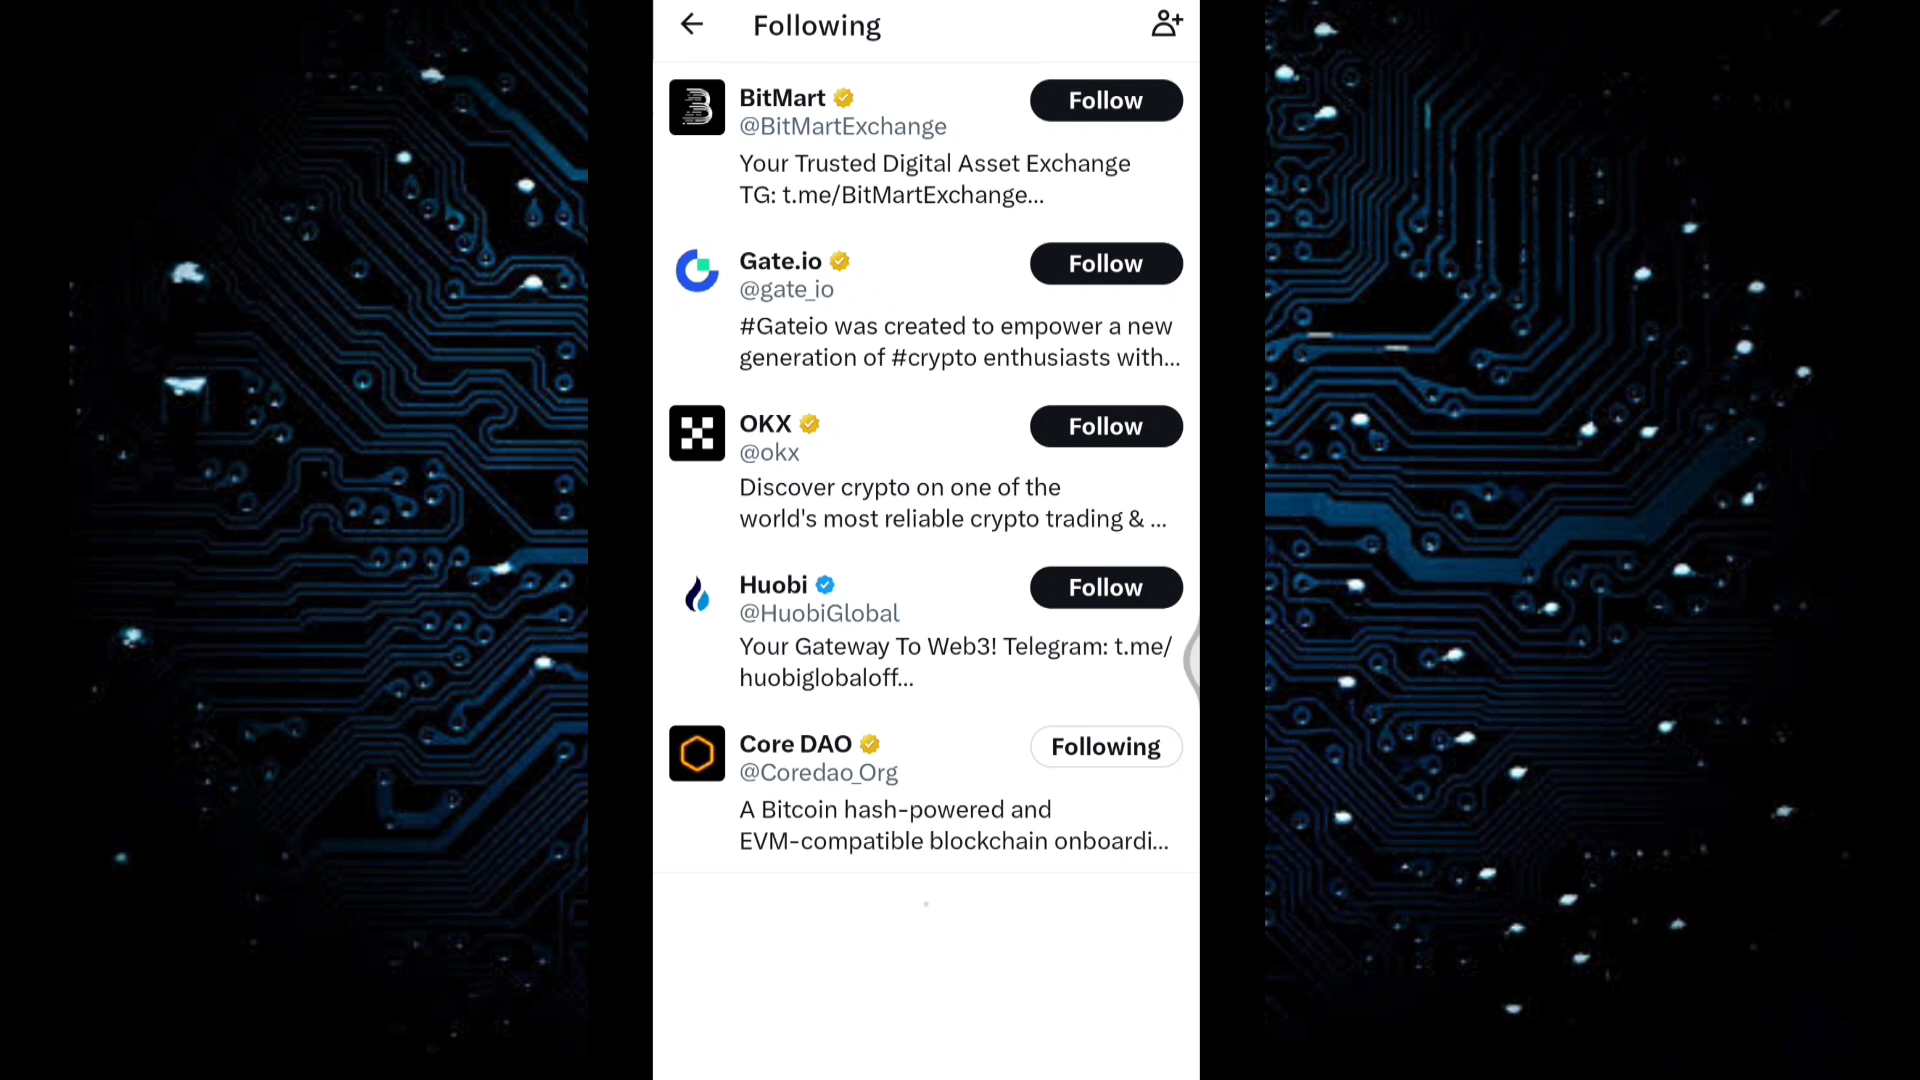 Following
BitMart
Follow
@BitMartExchange
Your Trusted Digital Asset Exchange
TG: t.me/BitMartExchange...
Gate.io
Follow
@gate_io
#Gateio was created to empower a new
generation of #crypto enthusiasts with...
OKX
Follow
@okx
Discover crypto on one of the
world's most reliable crypto trading & ...
Huobi
Follow
@HuobiGlobal
Your Gateway To Web3! Telegram: t.me/
huobiglobaloff...
Core DAO
Following
@Coredao_Org
A Bitcoin hash-powered and
EVM-compatible blockchain onboardi...